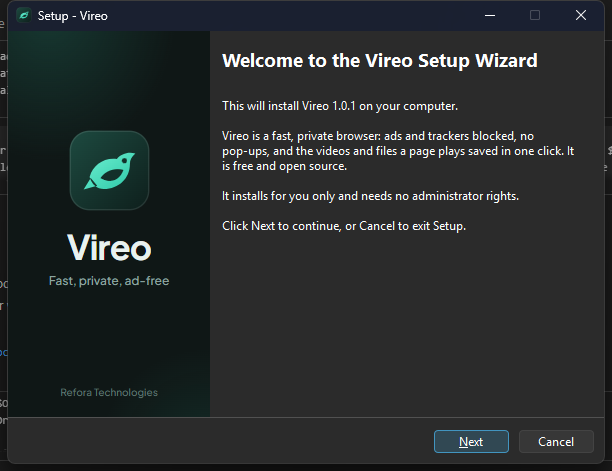 Setup - Vireo
Welcome to the Vireo Setup Wizard
This will install Vireo 1.0.1 on your computer.
Vireo is a fast, private browser: ads and trackers blocked, no
pop-ups, and the videos and files a page plays saved in one click. It
is free and open source.
It installs for you only and needs no administrator rights.
Click Next to continue, or Cancel to exit Setup.
Vireo
Fast, private, ad-free
Refora Technologies
Next
Cancel